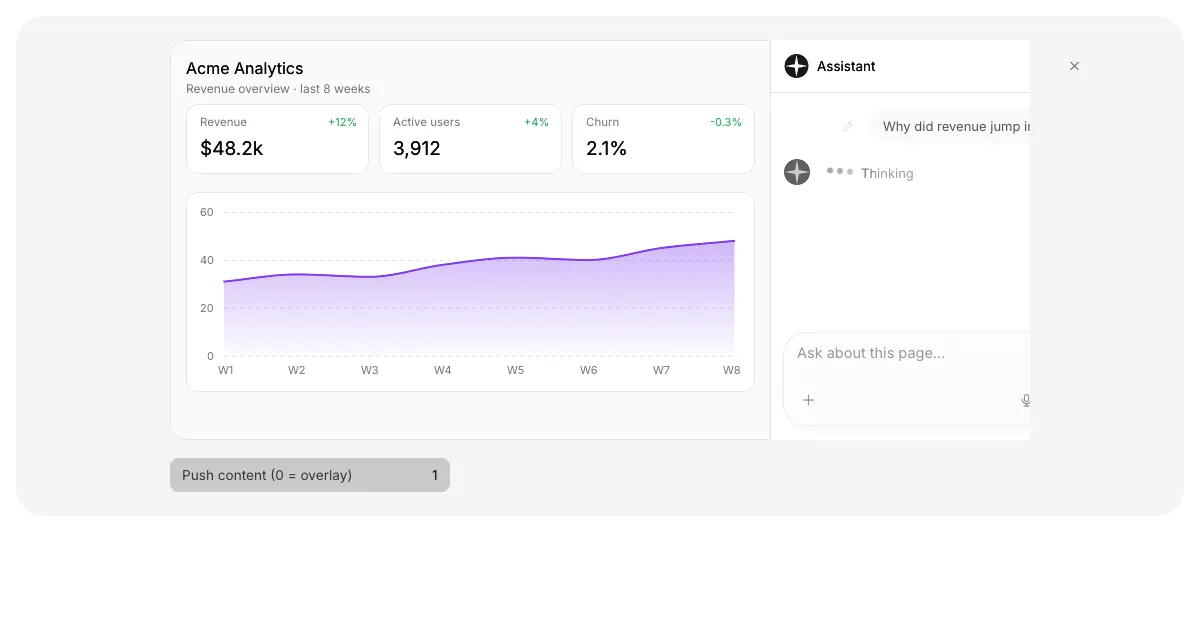 Acme Analytics
Revenue overview · last 8 weeks
Revenue +12%
$48.2k
Active users +4%
3,912
Churn -0.3%
2.1%
60
40
20
0
W1 W2 W3 W4 W5 W6 W7 W8
Assistant
Why did revenue jump
Thinking
Ask about this page...
Push content (0 = overlay) 1